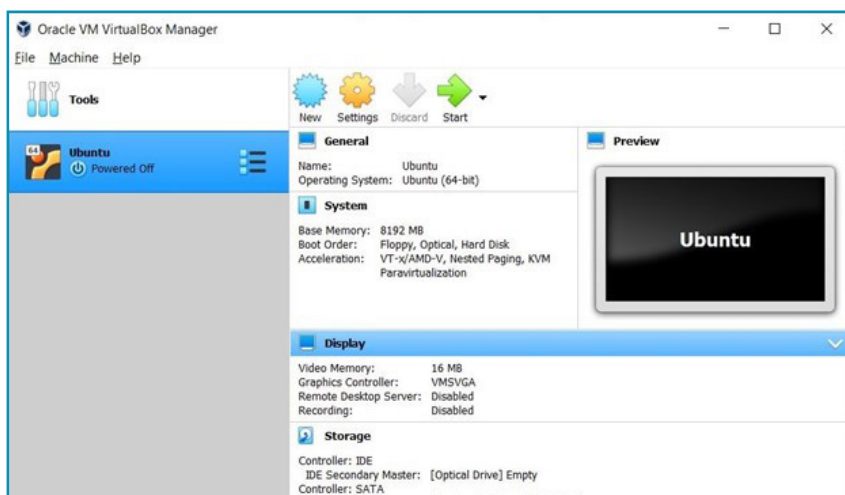 Oracle VM VirtualBox Manager
File Machine Help
Tools
New Settings Discard Start
64
Ubuntu
Powered Off
General
Name: Ubuntu
Operating System: Ubuntu (64-bit)
System
Base Memory: 8192 MB
Boot Order: Floppy, Optical, Hard Disk
Acceleration: VT-x/AMD-V, Nested Paging, KVM
Paravirtualization
Preview
Ubuntu
Display
Video Memory: 16 MB
Graphics Controller: VMSVGA
Remote Desktop Server: Disabled
Recording: Disabled
Storage
Controller: IDE
IDE Secondary Master: [Optical Drive] Empty
Controller: SATA